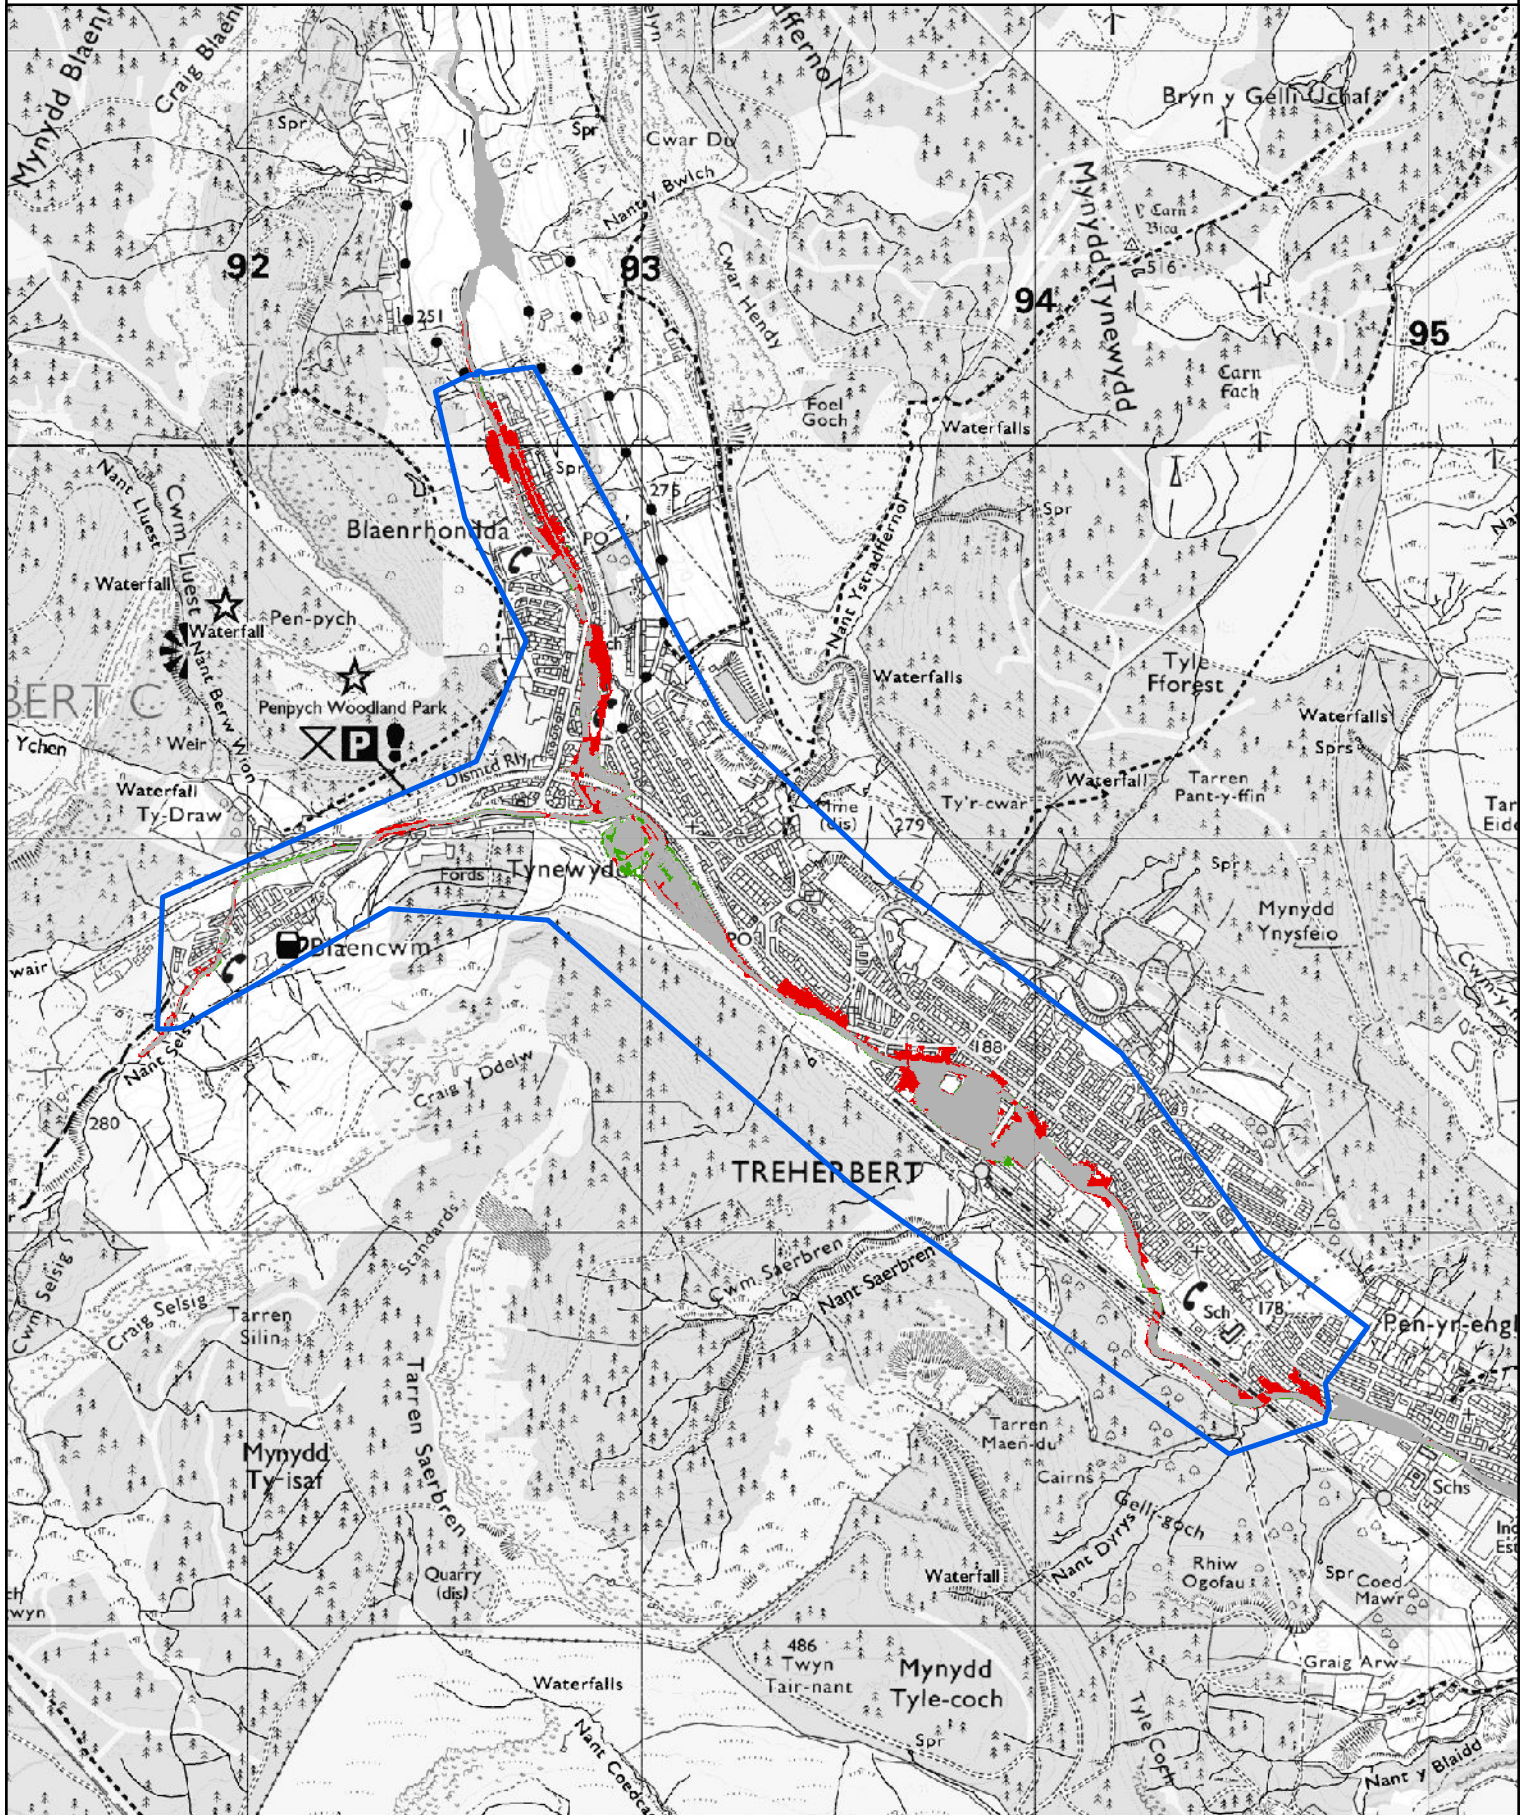 Craig Blaen
Spr
Spr
Cwar Du
Nant y Bwlch
Bryn y Gelli Uchaf
Y Carn
Bica
516
Mynydd Tynewydd
92
93
94
95
251
Cwar Hendy
Carn
Fach
Foel
Goch
Waterfalls
Nant Lluest
Cwm Lluest
Spr
275
Spr
Blaenrhondda
PO
Nant Ystradffernol
Waterfall
Waterfall
Pen-pych
Nant Berw Wion
Waterfalls
Tyle
Fforest
BERT C
Penpych Woodland Park
P
Waterfalls
Sprs
Ychen
Weir
Dismtd Rly
Waterfall
Ty-Draw
Mine
(dis)
279
Ty'r-cwar
Waterfall
Tarren
Pant-y-ffin
Fords
Tynewydd
Spr
Mynydd
Ynysfeio
PO
Blaencwm
wair
Nant Selsig
188
Craig y Ddelw
280
TREHERBERT
Standards
Cwm Saerbren
Nant Saerbren
Cwm Selsig
Craig Selsig
Tarren
Silin
Sch
178
Pen-yr-engl
Tarren Saerbren
Tarren
Maen-du
Mynydd
Ty-isaf
Cairns
Gelli-goch
Nant Dyrys
Schs
Ind
Est
Quarry
(dis)
Waterfall
Rhiw
Ogofau
Spr
Coed
Mawr
wyn
486
Twyn
Tair-nant
Mynydd
Tyle-coch
Graig Arw
Waterfalls
Spr
Tyle Coch
Nant y Blaidd
Nant Coedca